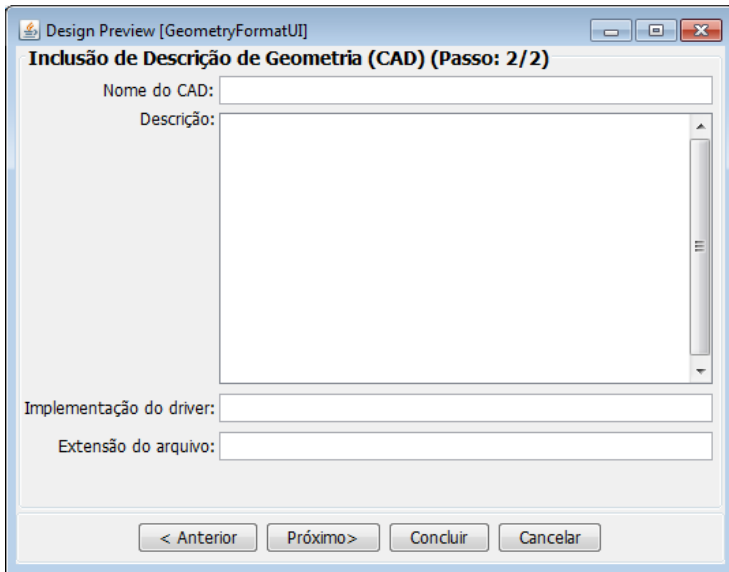 Design Preview [GeometryFormatUI]
Inclusão de Descrição de Geometria (CAD) (Passo: 2/2)
Nome do CAD:
Descrição:
Implementação do driver:
Extensão do arquivo:
< Anterior Próximo> Concluir Cancelar